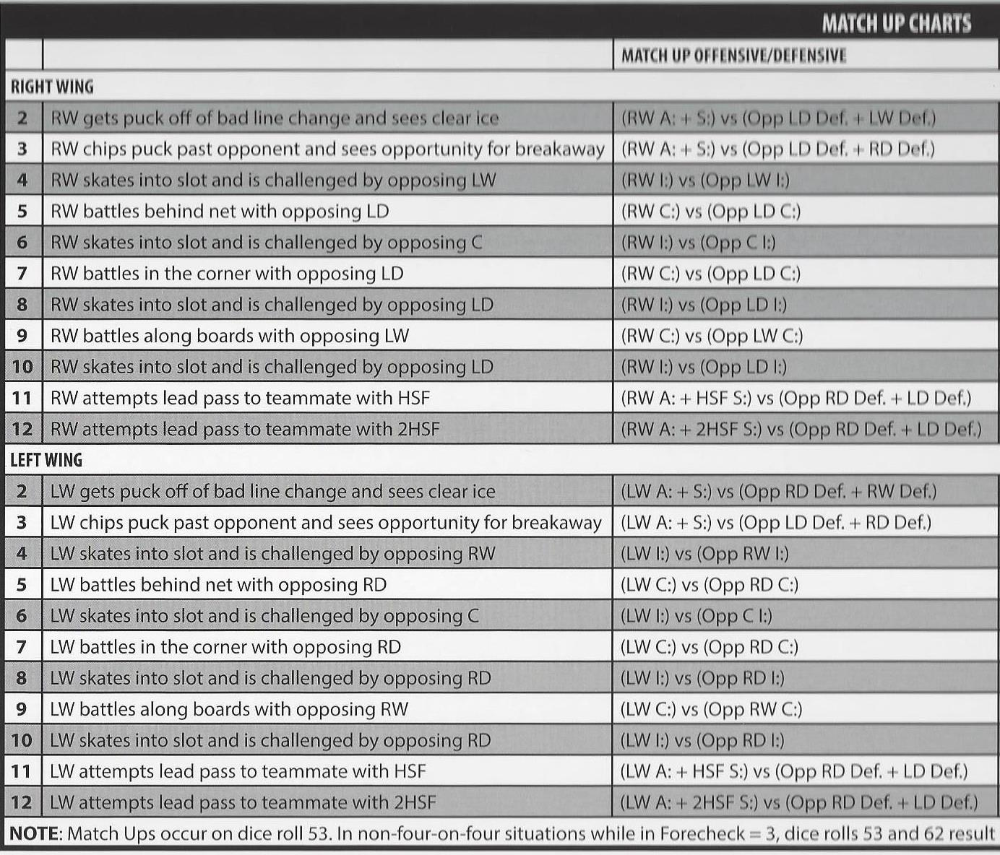 MATCH UP CHARTS
MATCH UP OFFENSIVE/DEFENSIVE
RIGHT WING
2 RW gets puck off of bad line change and sees clear ice (RW A: + S:) vs (Opp LD Def. + LW Def.)
3 RW chips puck past opponent and sees opportunity for breakaway (RW A: + S:) vs (Opp LD Def. + RD Def.)
4 RW skates into slot and is challenged by opposing LW (RW I:) vs (Opp LW I:)
5 RW battles behind net with opposing LD (RW C:) vs (Opp LD C:)
6 RW skates into slot and is challenged by opposing C (RW I:) vs (Opp C I:)
7 RW battles in the corner with opposing LD (RW C:) vs (Opp LD C:)
8 RW skates into slot and is challenged by opposing LD (RW I:) vs (Opp LD I:)
9 RW battles along boards with opposing LW (RW C:) vs (Opp LW C:)
10 RW skates into slot and is challenged by opposing LD (RW I:) vs (Opp LD I:)
11 RW attempts lead pass to teammate with HSF (RW A: + HSF S:) vs (Opp RD Def. + LD Def.)
12 RW attempts lead pass to teammate with 2HSF (RW A: + 2HSF S:) vs (Opp RD Def. + LD Def.)
LEFT WING
2 LW gets puck off of bad line change and sees clear ice (LW A: + S:) vs (Opp RD Def. + RW Def.)
3 LW chips puck past opponent and sees opportunity for breakaway (LW A: + S:) vs (Opp LD Def. + RD Def.)
4 LW skates into slot and is challenged by opposing RW (LW I:) vs (Opp RW I:)
5 LW battles behind net with opposing RD (LW C:) vs (Opp RD C:)
6 LW skates into slot and is challenged by opposing C (LW I:) vs (Opp C I:)
7 LW battles in the corner with opposing RD (LW C:) vs (Opp RD C:)
8 LW skates into slot and is challenged by opposing RD (LW I:) vs (Opp RD I:)
9 LW battles along boards with opposing RW (LW C:) vs (Opp RW C:)
10 LW skates into slot and is challenged by opposing RD (LW I:) vs (Opp RD I:)
11 LW attempts lead pass to teammate with HSF (LW A: + HSF S:) vs (Opp RD Def. + LD Def.)
12 LW attempts lead pass to teammate with 2HSF (LW A: + 2HSF S:) vs (Opp RD Def. + LD Def.)
NOTE: Match Ups occur on dice roll 53. In non-four-on-four situations while in Forecheck = 3, dice rolls 53 and 62 result